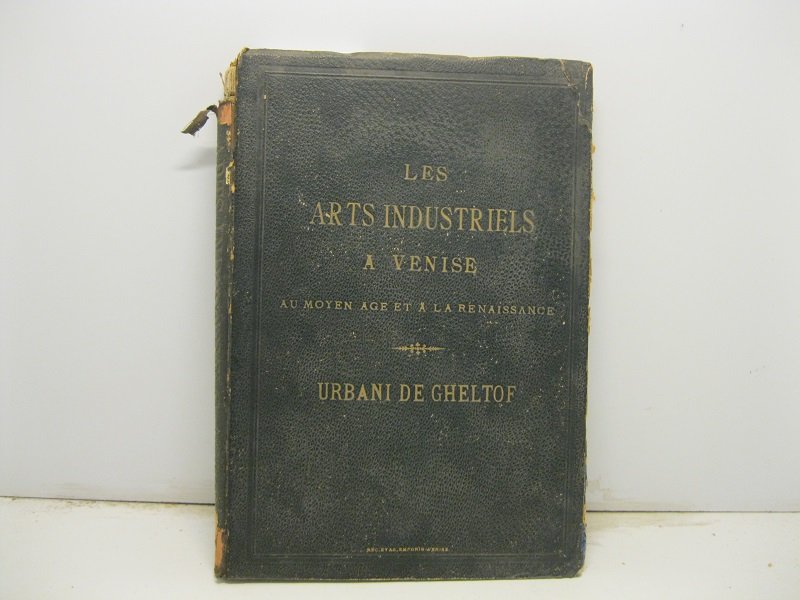 LES
ARTS INDUSTRIELS
A VENISE
AU MOYEN AGE ET A LA RENAISSANCE
URBANI DE GHELTOF